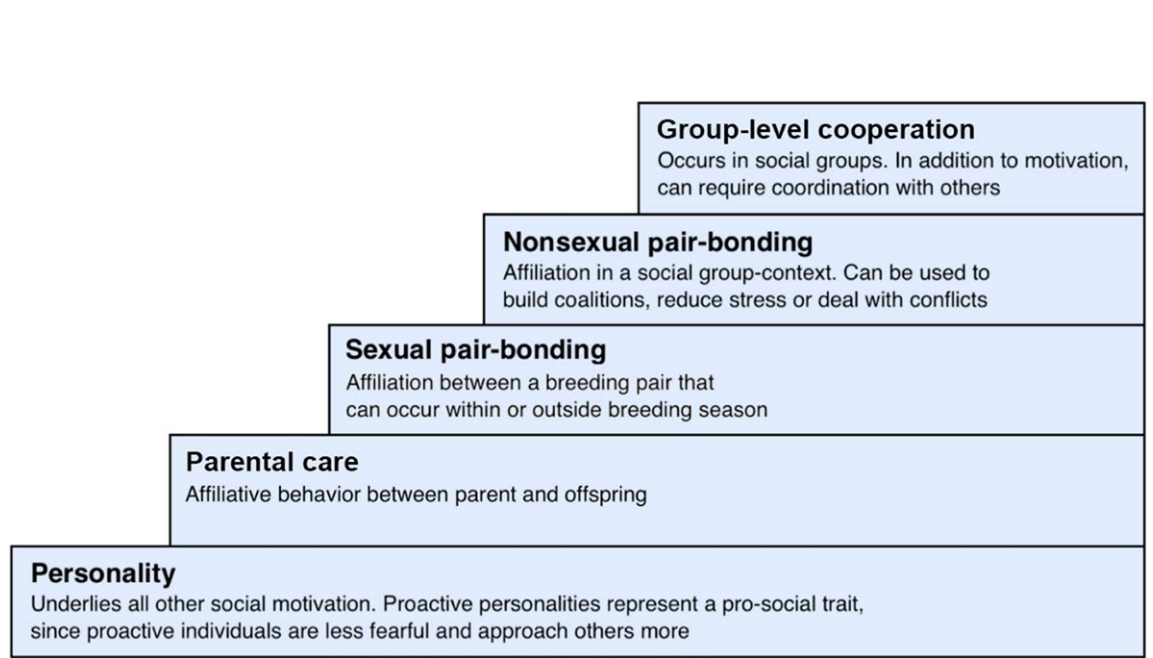 Group-level cooperation
Occurs in social groups. In addition to motivation,
can require coordination with others
Nonsexual pair-bonding
Affiliation in a social group-context. Can be used to
build coalitions, reduce stress or deal with conflicts
Sexual pair-bonding
Affiliation between a breeding pair that
can occur within or outside breeding season
Parental care
Affiliative behavior between parent and offspring
Personality
Underlies all other social motivation. Proactive personalities represent a pro-social trait,
since proactive individuals are less fearful and approach others more